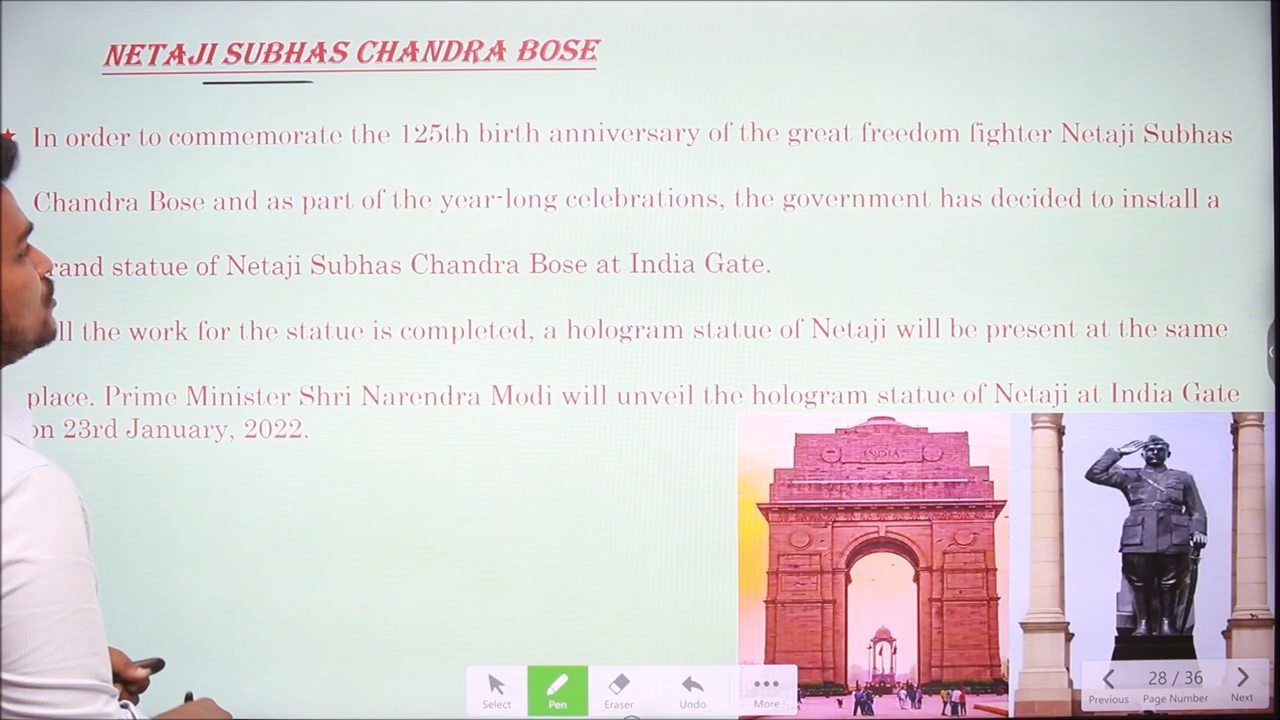 NETAJI SUBHAS CHANDRA BOSE
In order to commemorate the 125th birth anniversary of the great freedom fighter Netaji Subhas
Chandra Bose and as part of the year-long celebrations, the government has decided to install a
rand statue of Netaji Subhas Chandra Bose at India Gate.
ll the work for the statue is completed, a hologram statue of Netaji will be present at the same
place. Prime Minister Shri Narendra Modi will unveil the hologram statue of Netaji at India Gate
on 23rd January, 2022.
INDIA
Select Pen Eraser Undo More
28 / 36
Previous Page Number Next